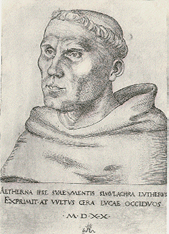 AETHERNA IPSE SVAE MENTIS SIMVLACHRA LVTHERVS
EXPRIMIT AT VVLTVS CERA LVCAE OCCIDVOS
·M·D·X·X·